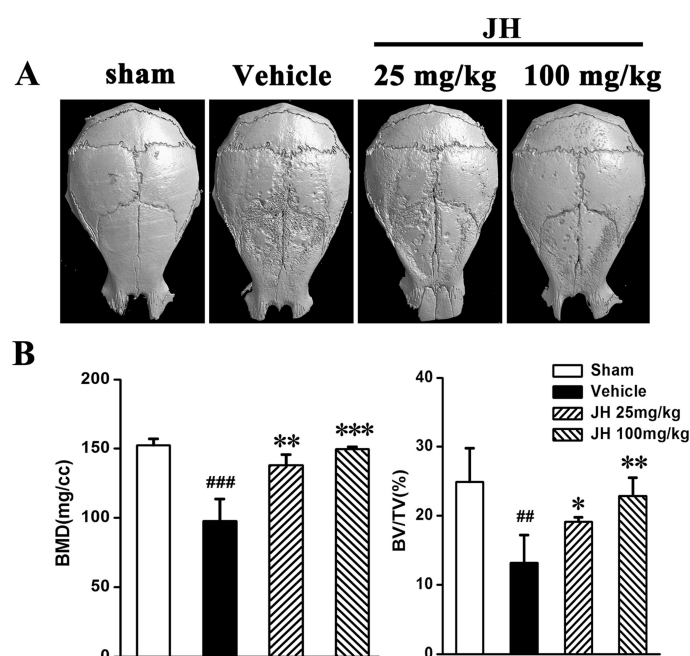 JH
A sham Vehicle 25 mg/kg 100 mg/kg
B
200
150
100
50
0
BMD(mg/cc)
###
**
***
40
30
20
10
0
BV/TV(%)
##
*
**
Sham
Vehicle
JH 25mg/kg
JH 100mg/kg